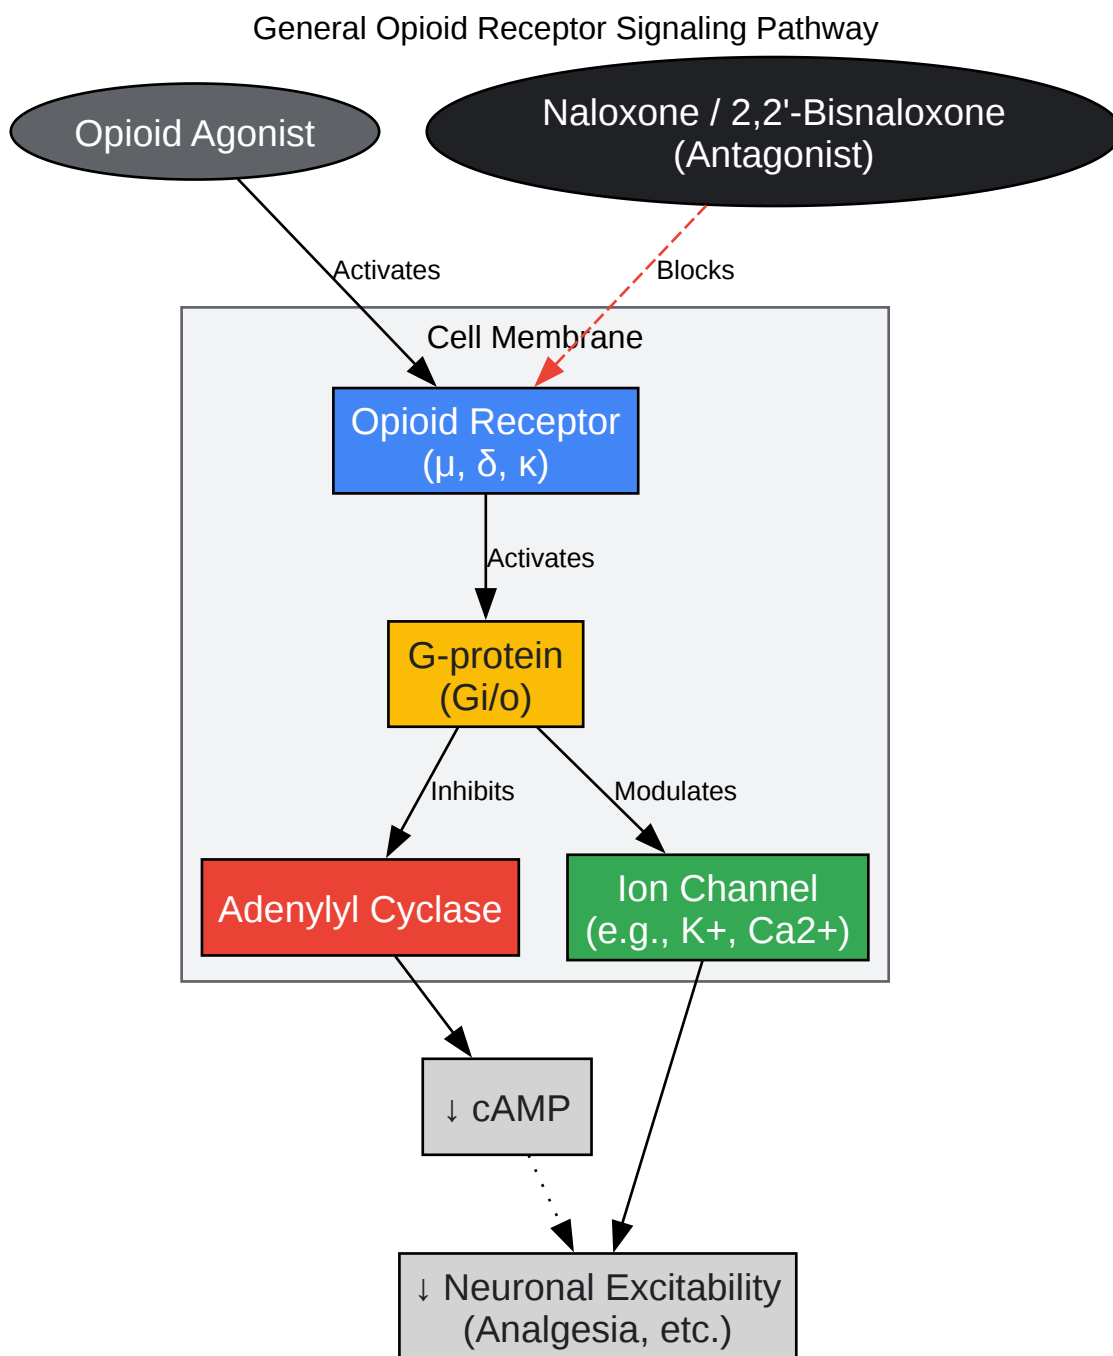 General Opioid Receptor Signaling Pathway
Opioid Agonist
Naloxone / 2,2'-Bisnaloxone
(Antagonist)
Activates
Blocks
Cell Membrane
Opioid Receptor
(μ, δ, κ)
Activates
G-protein
(Gi/o)
Inhibits
Modulates
Adenylyl Cyclase
Ion Channel
(e.g., K+, Ca2+)
↓ cAMP
↓ Neuronal Excitability
(Analgesia, etc.)